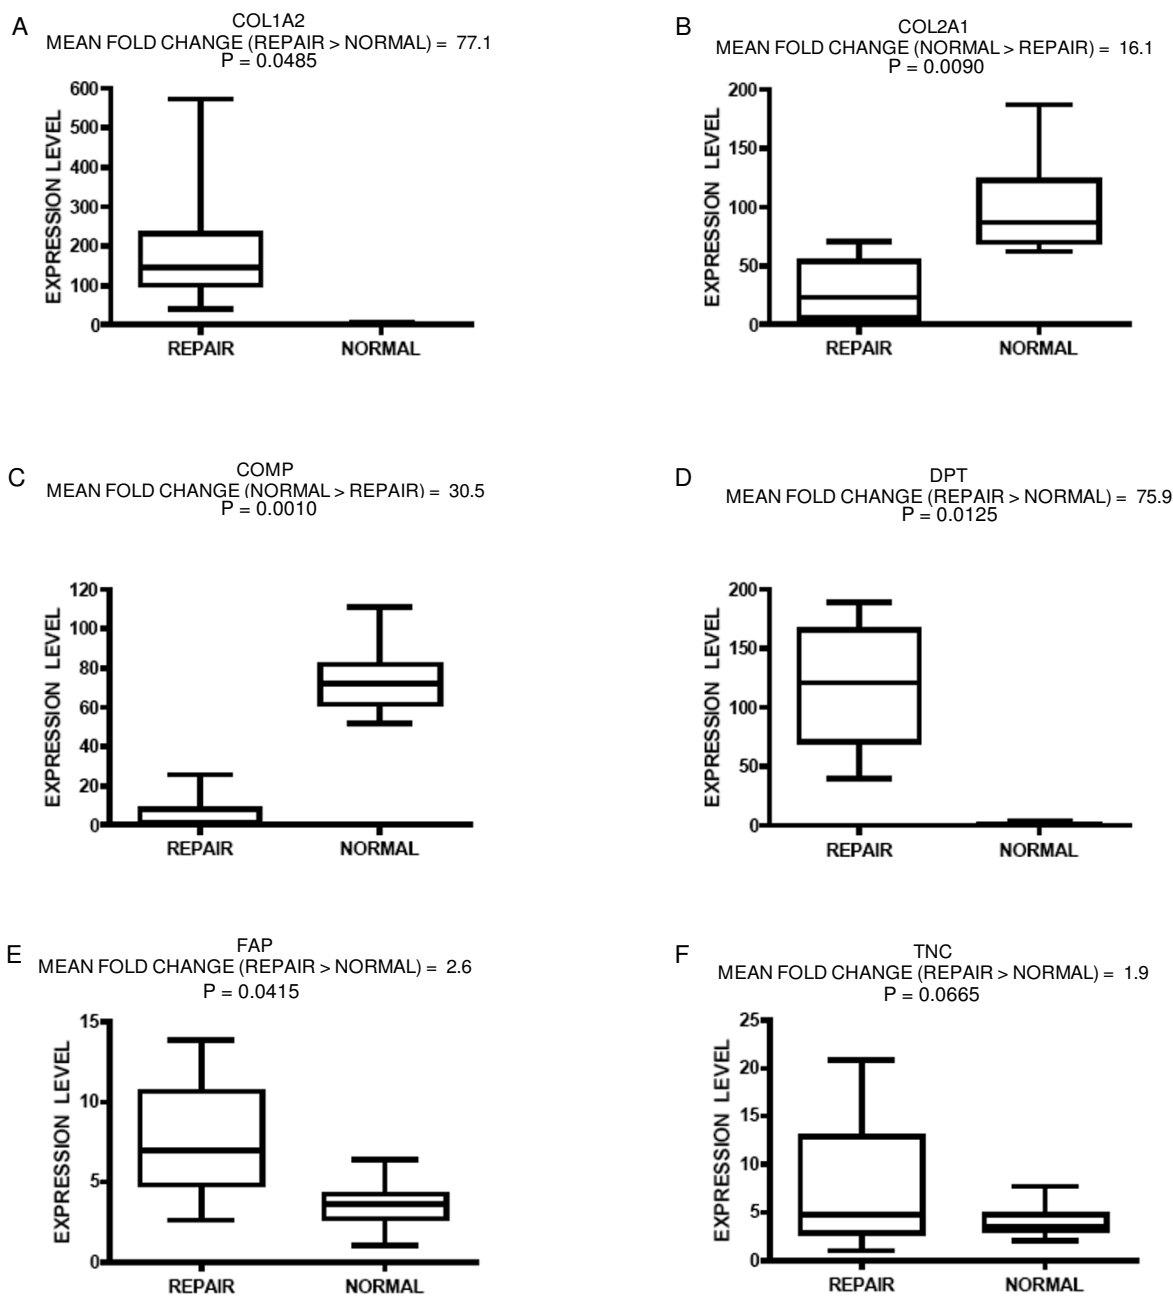 A
COL1A2
MEAN FOLD CHANGE (REPAIR > NORMAL) = 77.1
P = 0.0485
EXPRESSION LEVEL
600
500
400
300
200
100
0
REPAIR
NORMAL
B
COL2A1
MEAN FOLD CHANGE (NORMAL > REPAIR) = 16.1
P = 0.0090
EXPRESSION LEVEL
200
150
100
50
0
REPAIR
NORMAL
C
COMP
MEAN FOLD CHANGE (NORMAL > REPAIR) = 30.5
P = 0.0010
EXPRESSION LEVEL
120
100
80
60
40
20
0
REPAIR
NORMAL
D
DPT
MEAN FOLD CHANGE (REPAIR > NORMAL) = 75.9
P = 0.0125
EXPRESSION LEVEL
200
150
100
50
0
REPAIR
NORMAL
E
FAP
MEAN FOLD CHANGE (REPAIR > NORMAL) = 2.6
P = 0.0415
EXPRESSION LEVEL
15
10
5
0
REPAIR
NORMAL
F
TNC
MEAN FOLD CHANGE (REPAIR > NORMAL) = 1.9
P = 0.0665
EXPRESSION LEVEL
25
20
15
10
5
0
REPAIR
NORMAL